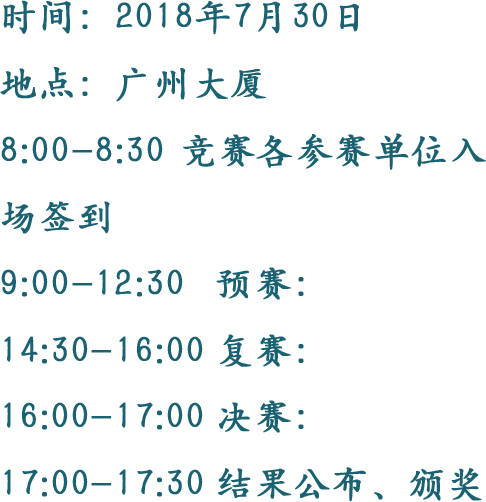 时间：2018年7月30日
地点：广州大厦
8:00-8:30 竞赛各参赛单位入
场签到
9:00-12:30 预赛：
14:30-16:00 复赛：
16:00-17:00 决赛：
17:00-17:30 结果公布、颁奖